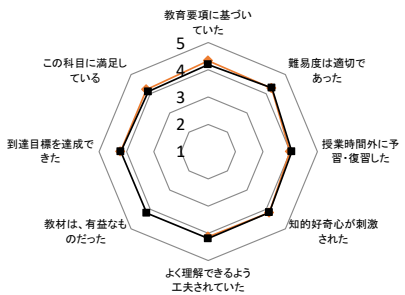 教育要項に基づい
ていた
難易度は適切で
あった
授業時間外に予
習・復習した
知的好奇心が刺激
された
よく理解できるよう
工夫されていた
教材は、有益なも
のだった
到達目標を達成で
きた
この科目に満足し
ている
5
4
3
2
1